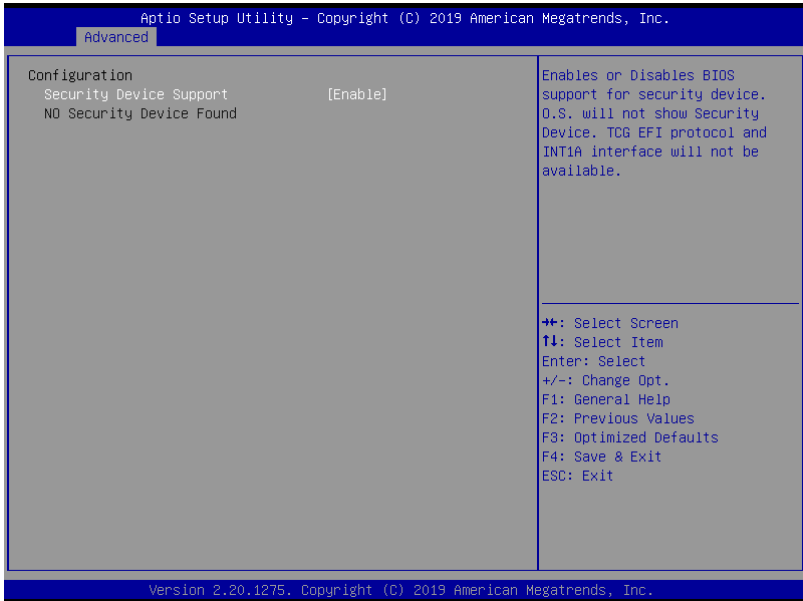 Aptio Setup Utility – Copyright (C) 2019 American Megatrends, Inc.
Advanced
Configuration
Security Device Support [Enable]
NO Security Device Found
Enables or Disables BIOS
support for security device.
O.S. will not show Security
Device. TCG EFI protocol and
INT1A interface will not be
available.
→←: Select Screen
↑↓: Select Item
Enter: Select
+/-: Change Opt.
F1: General Help
F2: Previous Values
F3: Optimized Defaults
F4: Save & Exit
ESC: Exit
Version 2.20.1275. Copyright (C) 2019 American Megatrends, Inc.